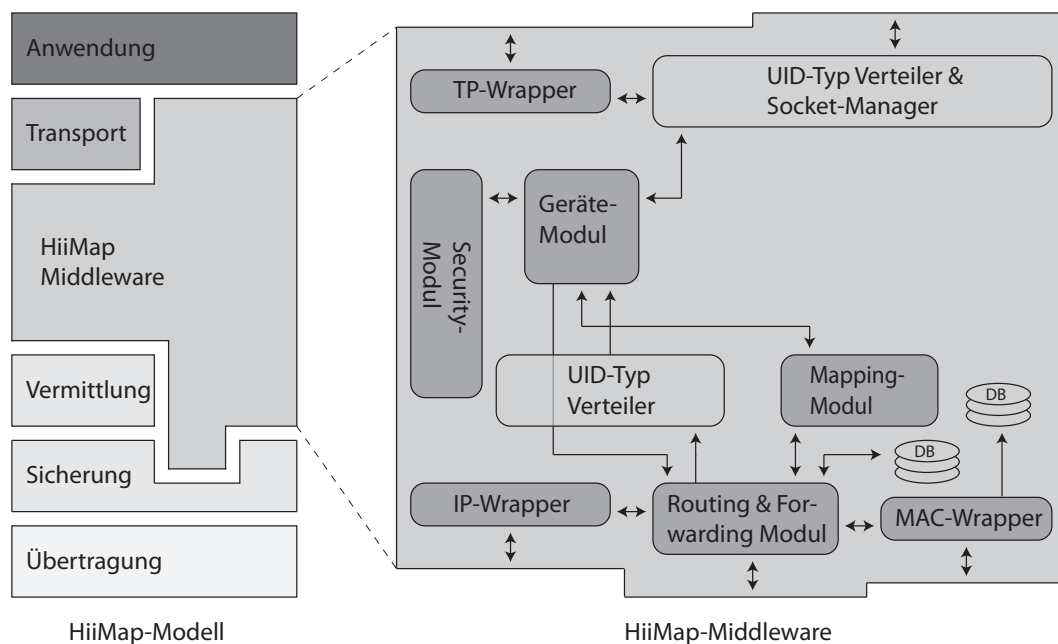 Anwendung
Transport
HiiMap
Middleware
Vermittlung
Sicherung
Übertragung
HiiMap-Modell
TP-Wrapper
UID-Typ Verteiler &
Socket-Manager
Security-
Modul
Geräte-
Modul
UID-Typ
Verteiler
Mapping-
Modul
DB
DB
IP-Wrapper
Routing & For-
warding Modul
MAC-Wrapper
HiiMap-Middleware